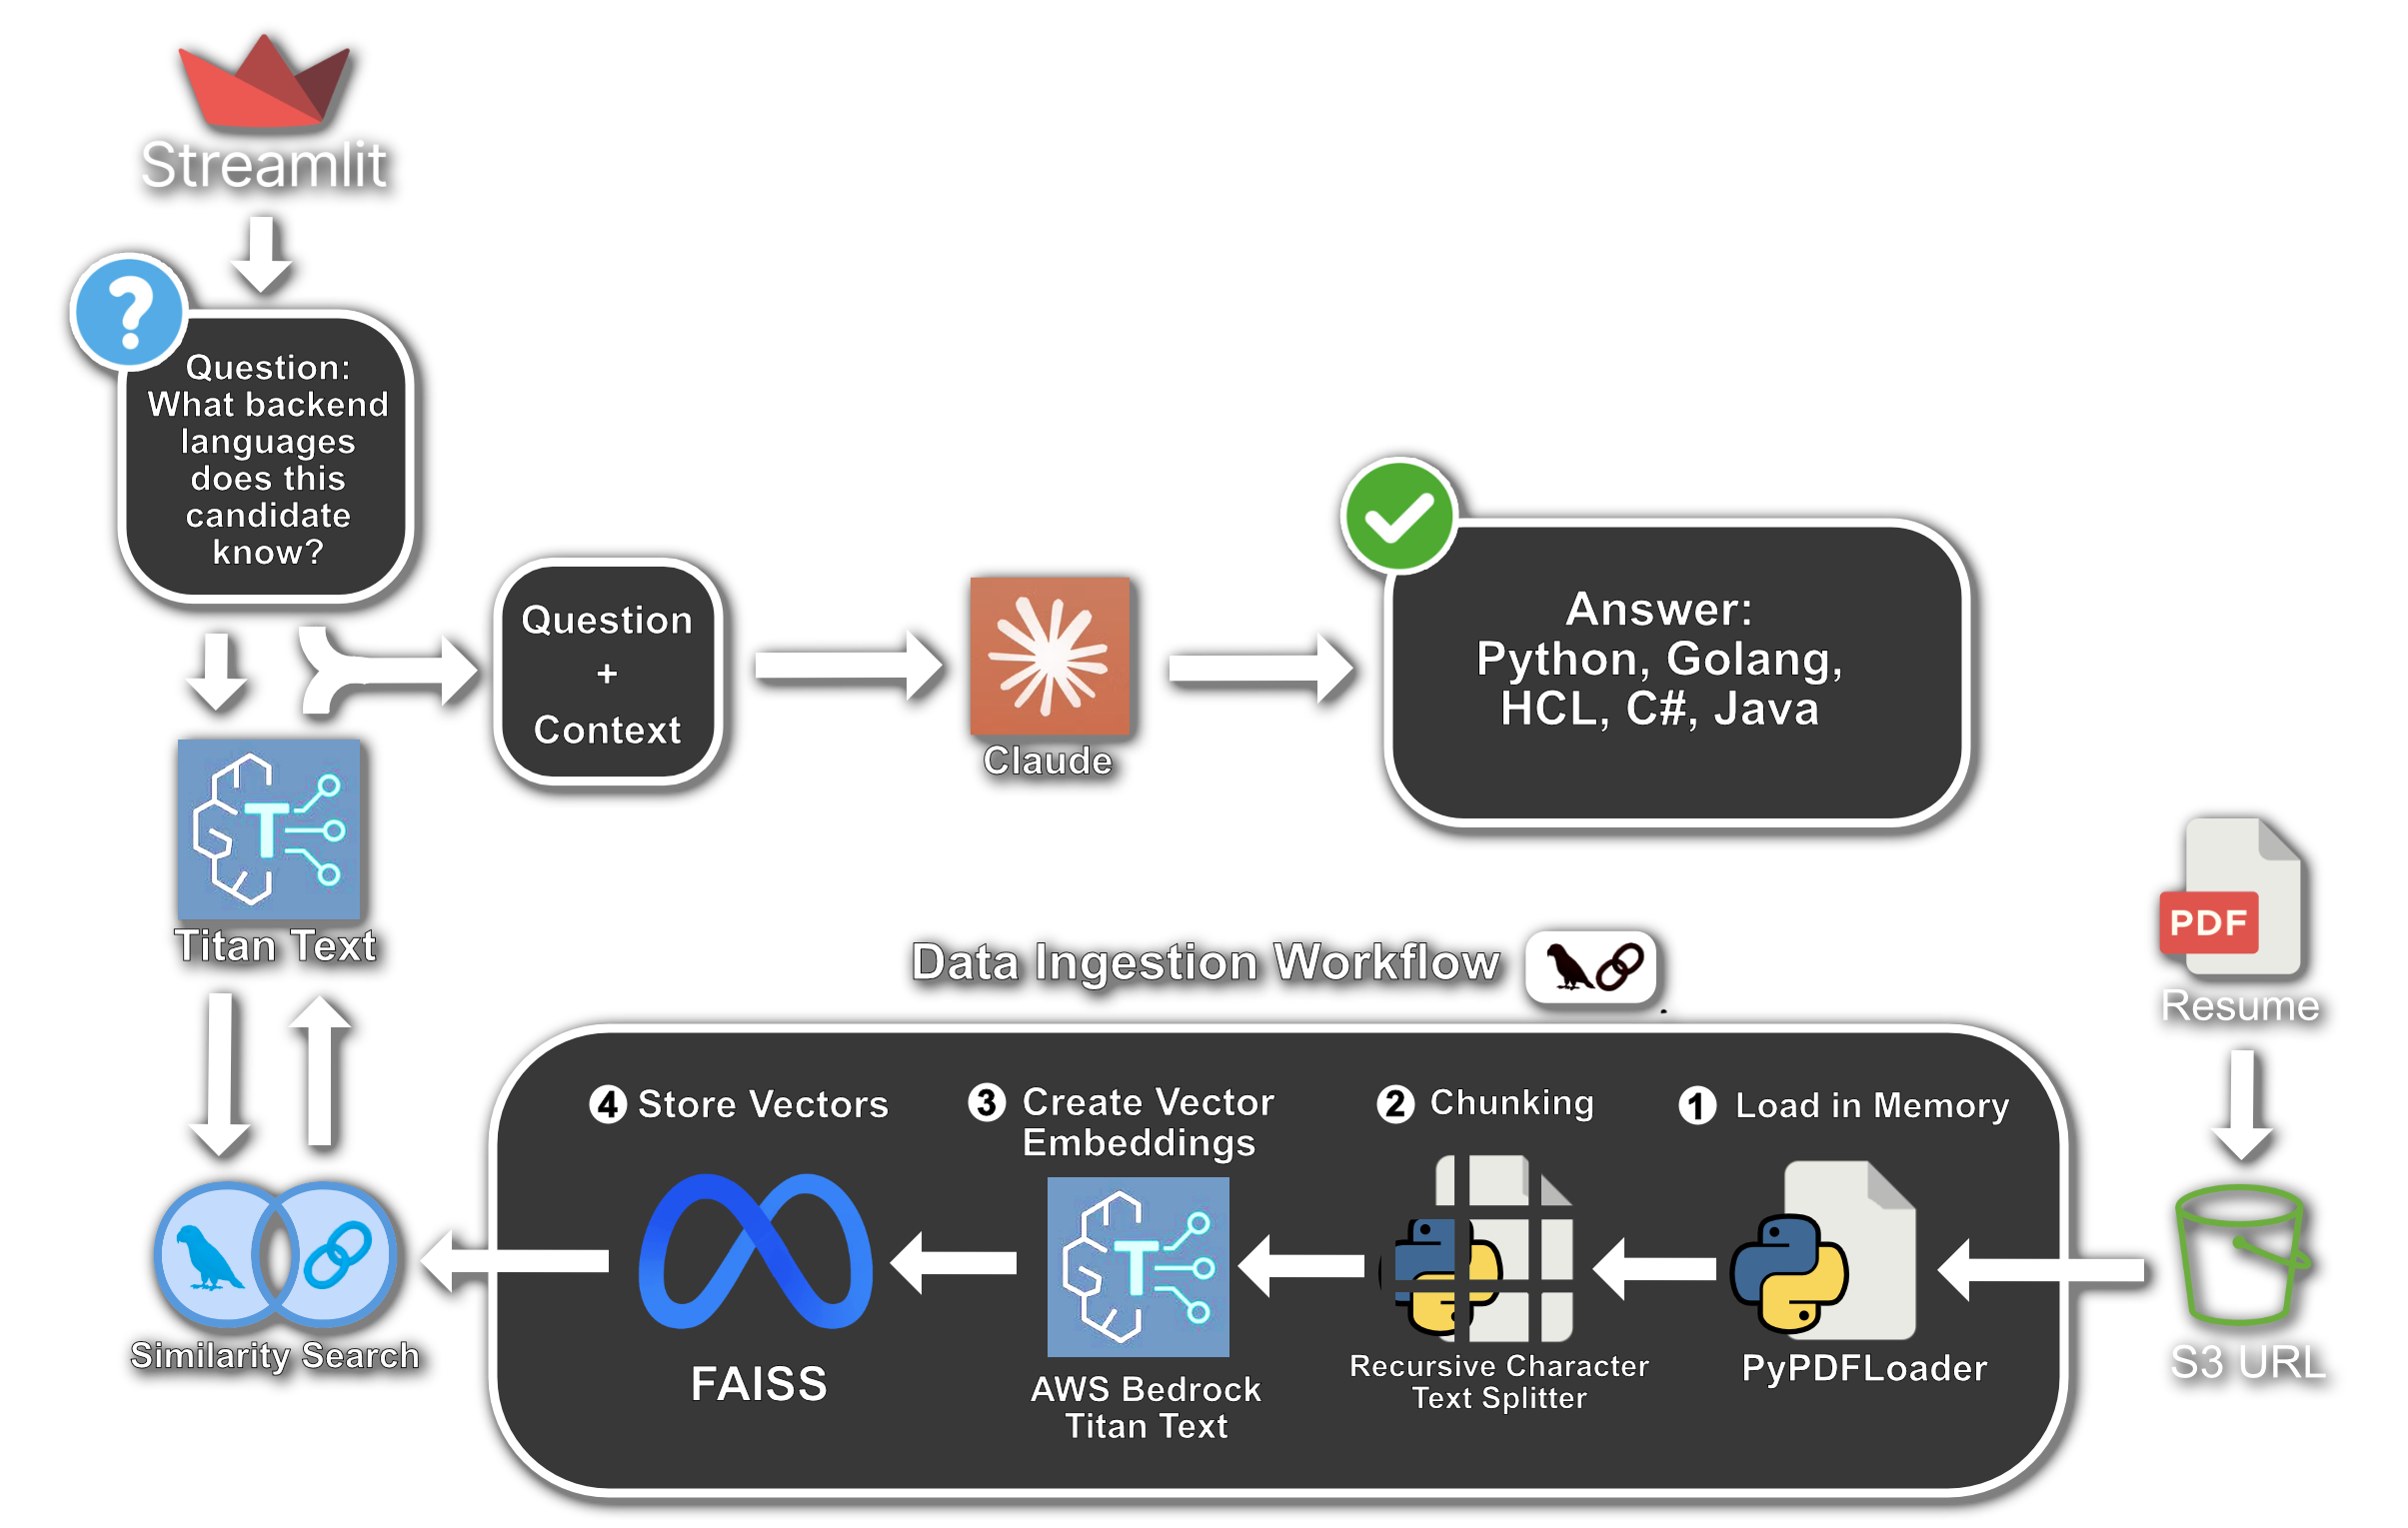 Streamlit
?
Question:
What backend
languages
does this
candidate
know?
Question
+
Context
Claude
Answer:
Python, Golang,
HCL, C#, Java
T
Titan Text
Similarity Search
Data Ingestion Workflow
4 Store Vectors
FAISS
3 Create Vector
Embeddings
T
AWS Bedrock
Titan Text
2 Chunking
Recursive Character
Text Splitter
1 Load in Memory
PyPDFLoader
PDF
Resume
S3 URL